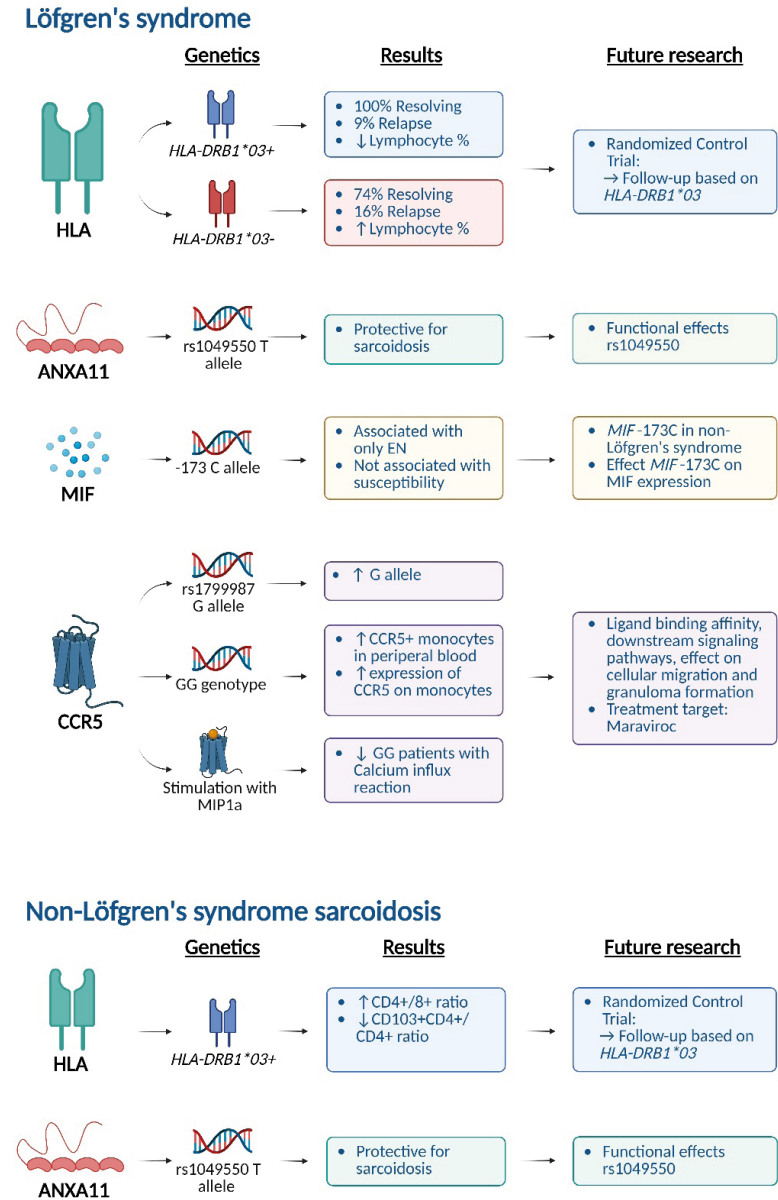 Löfgren's syndrome
Genetics
Results
Future research
HLA
HLA-DRB1*03+
• 100% Resolving
• 9% Relapse
• ↓ Lymphocyte %
HLA-DRB1*03-
• 74% Resolving
• 16% Relapse
• ↑ Lymphocyte %
• Randomized Control
Trial:
→ Follow-up based on
HLA-DRB1*03
ANXA11
rs1049550 T
allele
• Protective for
sarcoidosis
• Functional effects
rs1049550
MIF
-173 C allele
• Associated with
only EN
• Not associated with
susceptibility
• MIF-173C in non-
Löfgren's syndrome
• Effect MIF-173C on
MIF expression
CCR5
rs1799987
G allele
• ↑ G allele
GG genotype
• ↑ CCR5+ monocytes
in periperal blood
• ↑ expression of
CCR5 on monocytes
Stimulation with
MIP1a
• ↓ GG patients with
Calcium influx
reaction
• Ligand binding affinity,
downstream signaling
pathways, effect on
cellular migration and
granuloma formation
• Treatment target:
Maraviroc
Non-Löfgren's syndrome sarcoidosis
Genetics
Results
Future research
HLA
HLA-DRB1*03+
• ↑ CD4+/8+ ratio
• ↓ CD103+CD4+/
CD4+ ratio
• Randomized Control
Trial:
→ Follow-up based on
HLA-DRB1*03
ANXA11
rs1049550 T
allele
• Protective for
sarcoidosis
• Functional effects
rs1049550